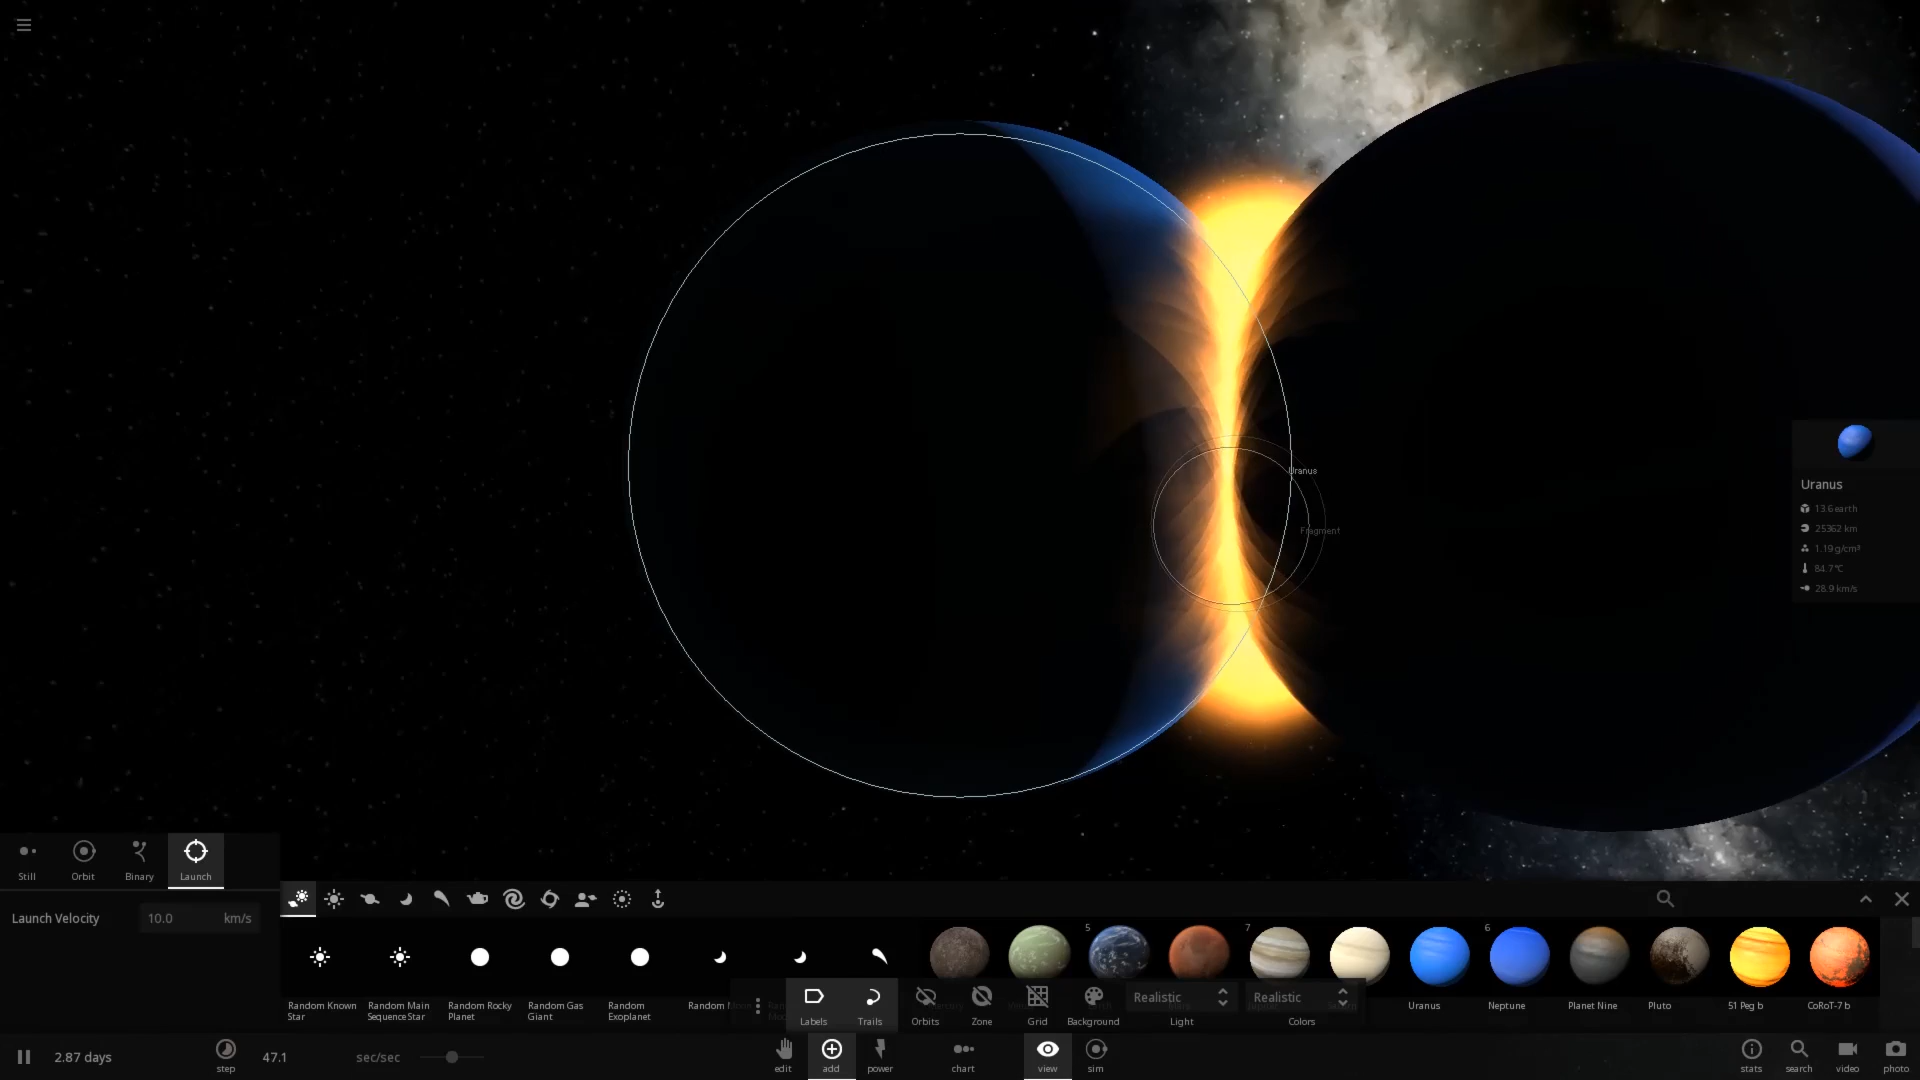 Uranus
Fragment
Uranus
13.6 earth
25362 km
1.19 g/cm³
84.7°C
28.9 km/s
Still
Orbit
Binary
Launch
Launch Velocity
10.0
km/s
5
7
6
Random Known Star
Random Main Sequence Star
Random Rocky Planet
Random Gas Giant
Random Exoplanet
Random
Uranus
Neptune
Planet Nine
Pluto
51 Peg b
CoRoT-7 b
Labels
Trails
Orbits
Zone
Grid
Background
Realistic
Light
Realistic
Colors
2.87 days
step
47.1
sec/sec
edit
add
power
chart
view
sim
stats
search
video
photo